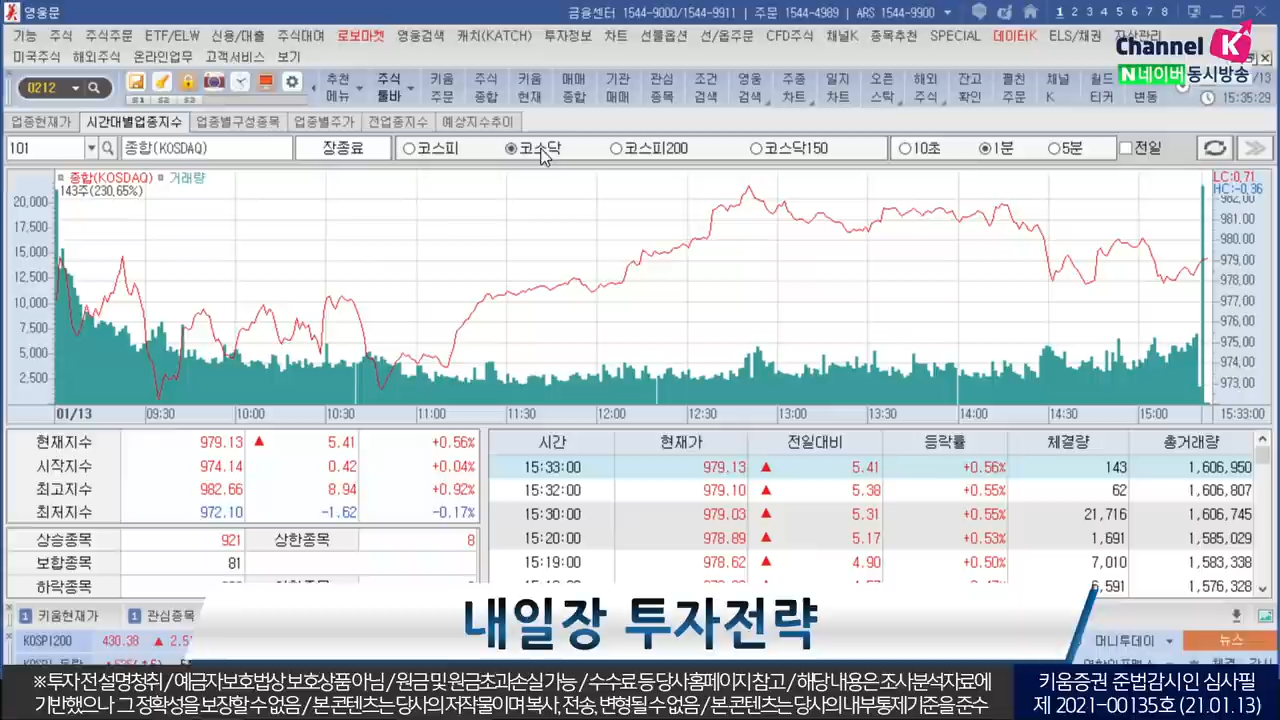 영웅문 금융센터 1544-9000/1544-9911 | 주문 1544-4989 | ARS 1544-9900 1 2 3 4 5 6 7 8
기능 주식 주식주문 ETF/ELW 신용/대출 주식대여 로보마켓 영웅검색 캐치(KATCH) 투자정보 차트 선물옵션 선/옵주문 CFD주식 채널K 종목추천 SPECIAL 데이터K ELS/채권 자산관리
미국주식 해외주식 온라인업무 고객서비스 보기
Channel K
N네이버 동시방송
0212
S1 S2 S3
추천 메뉴 주식 툴바 키움 주문 주식 종합 키움 현재 매매 종합 기관 매매 관심 종목 조건 검색 영웅 검색 주종 차트 일지 차트 오픈 스탁 해외 주식 잔고 확인 펼친 주문 채널 K 윌드 티커 변동
15:35:29
업종현재가 시간대별업종지수 업종별구성종목 업종별주가 전업종지수 예상지수추이
101 종합(KOSDAQ) 장종료 코스피 코스닥 코스피200 코스닥150 10초 1분 5분 전일
종합(KOSDAQ) 거래량
143주(230.65%)
LC:0.71
HC:-0.36
20,000
17,500
15,000
12,500
10,000
7,500
5,000
2,500
982.00
981.00
980.00
979.00
978.00
977.00
976.00
975.00
974.00
973.00
01/13 09:30 10:00 10:30 11:00 11:30 12:00 12:30 13:00 13:30 14:00 14:30 15:00 15:33:00
현재지수 979.13 ▲ 5.41 +0.56%
시작지수 974.14 0.42 +0.04%
최고지수 982.66 8.94 +0.92%
최저지수 972.10 -1.62 -0.17%
상승종목 921 상한종목 8
보합종목 81
하락종목
시간 현재가 전일대비 등락률 체결량 총거래량
15:33:00 979.13 ▲ 5.41 +0.56% 143 1,606,950
15:32:00 979.10 ▲ 5.38 +0.55% 62 1,606,807
15:30:00 979.03 ▲ 5.31 +0.55% 21,716 1,606,745
15:20:00 978.89 ▲ 5.17 +0.53% 1,691 1,585,029
15:19:00 978.62 ▲ 4.90 +0.50% 7,010 1,583,338
6,591 1,576,328
1 키움현재가 1 관심종목
내일장 투자전략
KOSPI200 430.38 ▲ 머니투데이 뉴스
※ 투자 전 설명청취 / 예금자보호법상 보호상품 아님 / 원금 및 원금초과손실 가능 / 수수료 등 당사 홈페이지 참고 / 해당 내용은 조사분석자료에
기반했으나 그 정확성을 보장할 수 없음 / 본 콘텐츠는 당사의 저작물이며 복사, 전송, 변형될 수 없음 / 본 콘텐츠는 당사의 내부통제기준을 준수
키움증권 준법감시인 심사필
제 2021-00135호 (21.01.13)